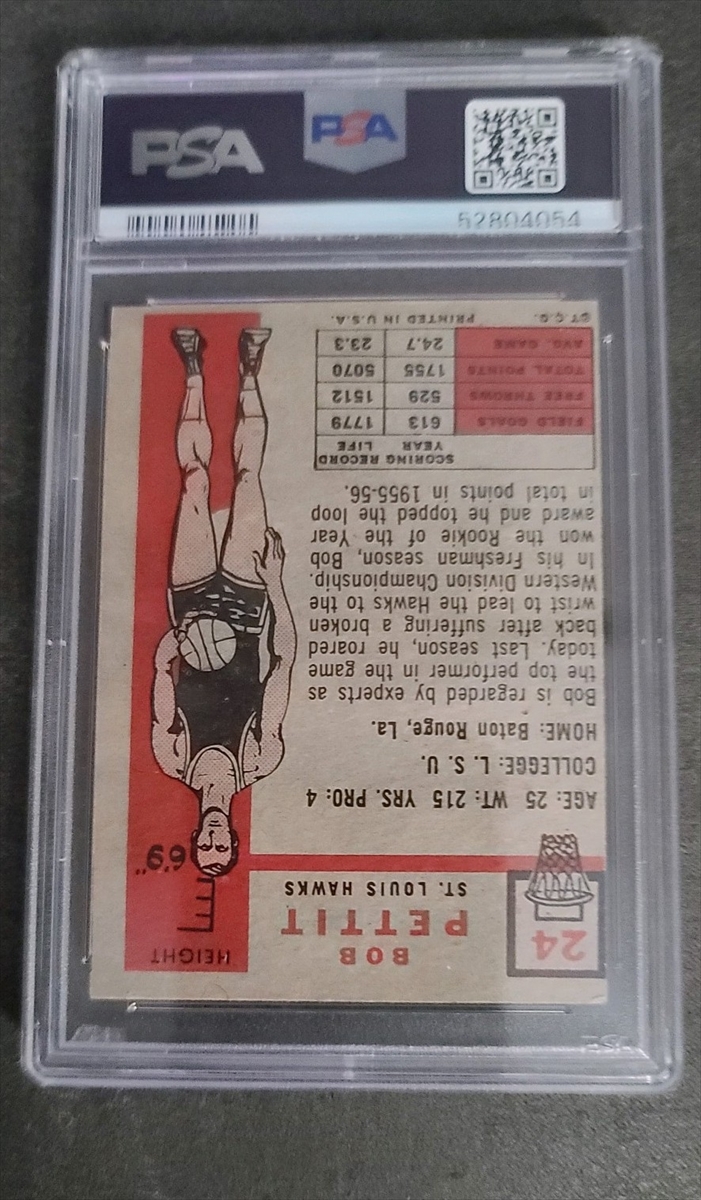 PSA
PSA
52804054
24
BOB
PETTIT
ST. LOUIS HAWKS
HEIGHT
6'9"
AGE: 25 WT: 215 YRS. PRO: 4
COLLEGGE: L. S. U.
HOME: Baton Rouge, La.
Bob is regarded by experts as
the top performer in the game
today. Last season, he roared
back after suffering a broken
wrist to lead the Hawks to the
Western Division Championship.
In his Freshman season, Bob
won the Rookie of the Year
award and he topped the loop
in total points in 1955-56.
SCORING RECORD
YEAR LIFE
FIELD GOALS 613 1779
FREE THROWS 529 1512
TOTAL POINTS 1755 5070
AVG. GAME 24.7 23.3
©T.C.G. PRINTED IN U.S.A.